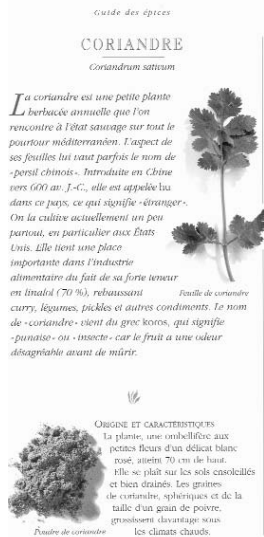 Guide des épices
CORIANDRE
Coriandrum sativum
La coriandre est une petite plante
herbacée annuelle que l'on
rencontre à l'état sauvage sur tout le
pourtour méditerranéen. L'aspect de
ses feuilles lui vaut parfois le nom de
«persil chinois». Introduite en Chine
vers 600 av. J.-C., elle est appelée hu
dans ce pays, ce qui signifie «étranger».
On la cultive actuellement un peu
partout, en particulier aux États
Unis. Elle tient une place
importante dans l'industrie
alimentaire du fait de sa forte teneur
en linalol (70 %), rehaussant
Feuille de coriandre
curry, légumes, pickles et autres condiments. Le nom
de «coriandre» vient du grec koros, qui signifie
«punaise» ou «insecte» car le fruit a une odeur
désagréable avant de mûrir.
ORIGINE ET CARACTÉRISTIQUES
La plante, une ombellifère aux
petites fleurs d'un délicat blanc
rosé, atteint 70 cm de haut.
Elle se plaît sur les sols ensoleillés
et bien drainés. Les graines
de coriandre, sphériques et de la
taille d'un grain de poivre,
grossissent davantage sous
les climats chauds.
Poudre de coriandre